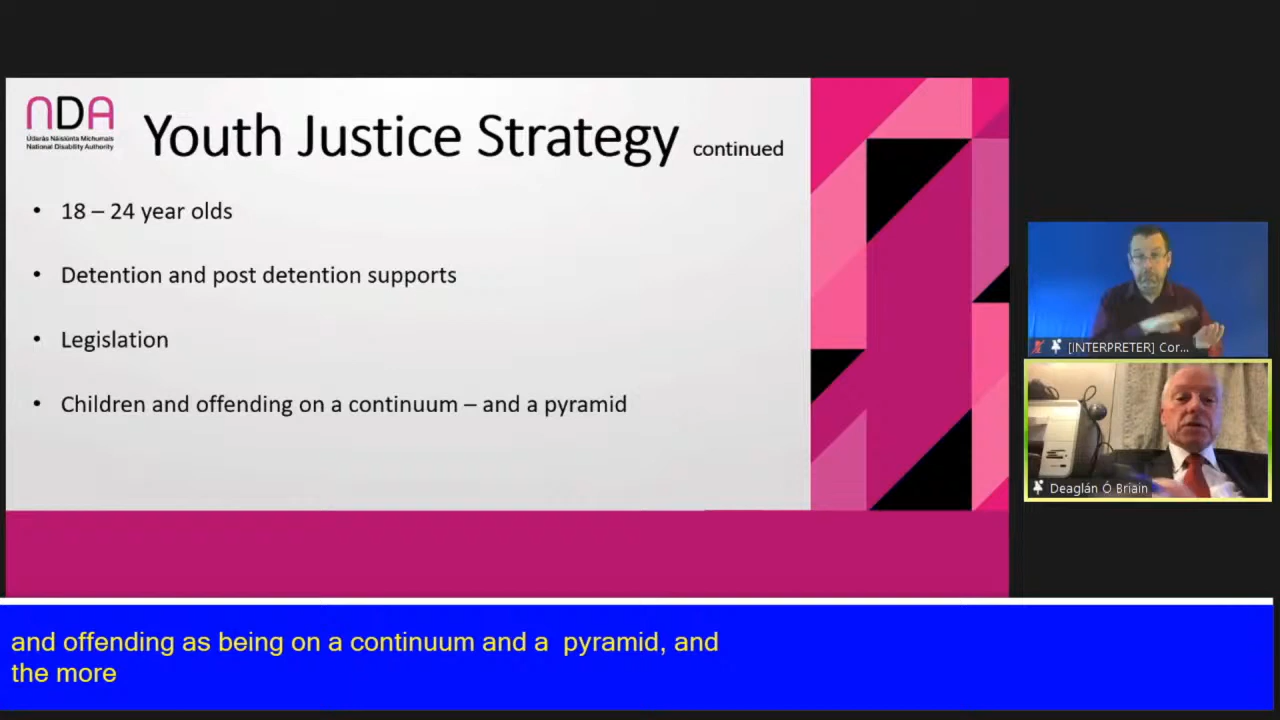 NDA
Údarás Náisiúnta Míchumais
National Disability Authority
Youth Justice Strategy continued
• 18 – 24 year olds
• Detention and post detention supports
• Legislation
• Children and offending on a continuum – and a pyramid
[INTERPRETER] Cor...
Deaglán Ó Briain
and offending as being on a continuum and a pyramid, and
the more